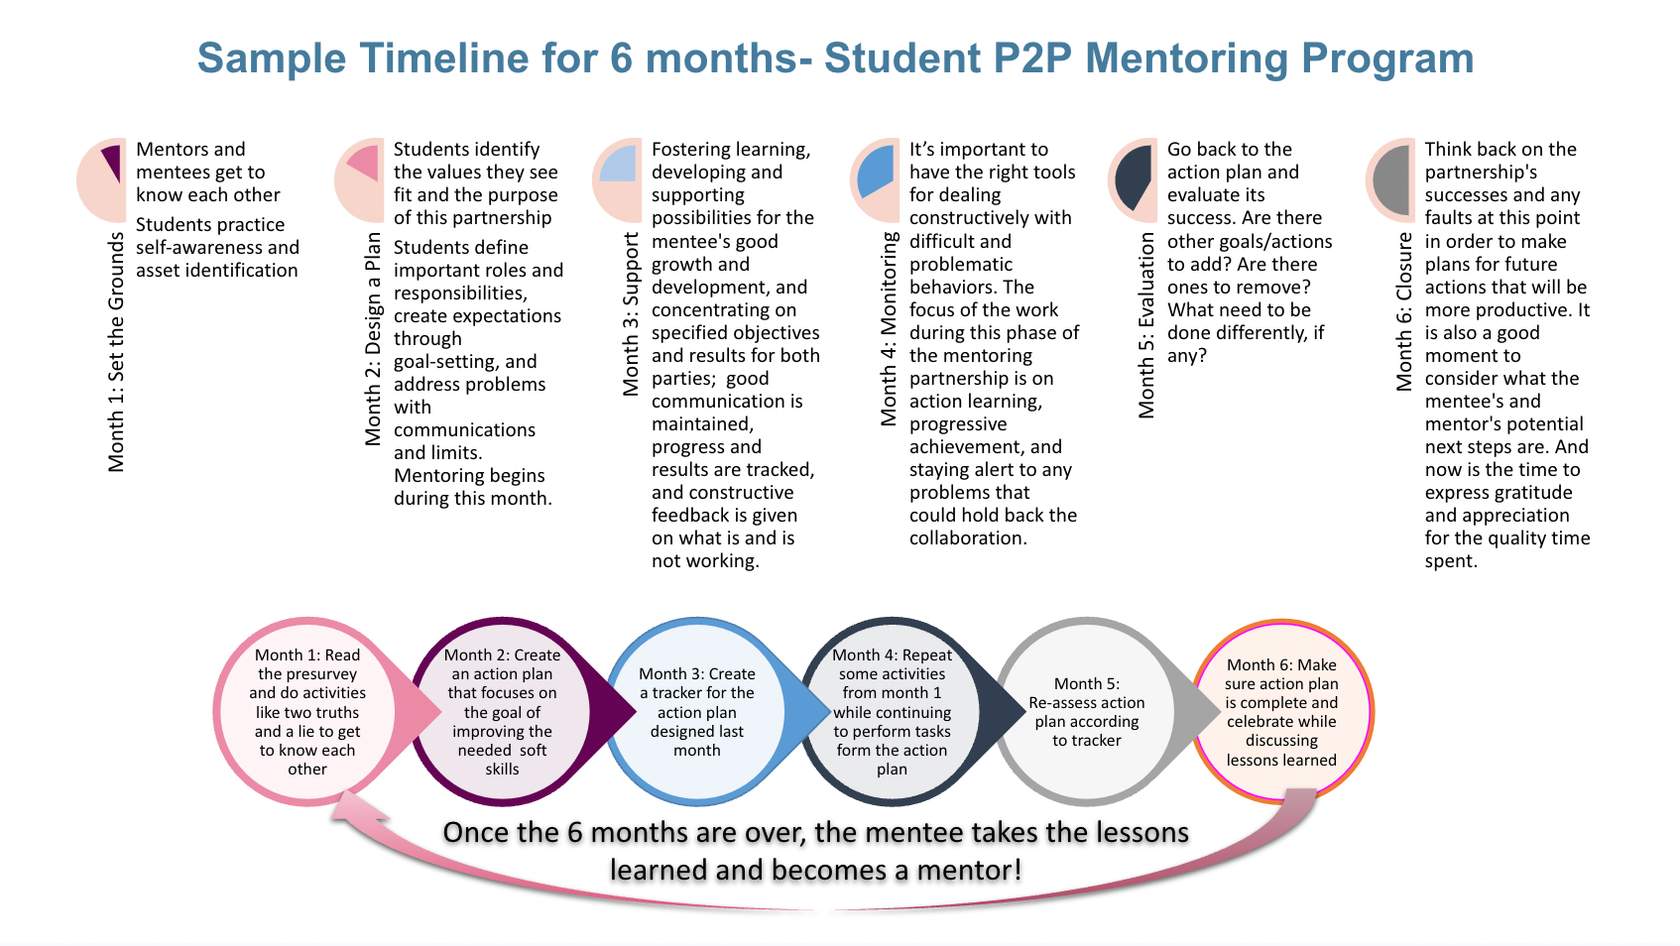 Sample Timeline for 6 months- Student P2P Mentoring Program
Month 1: Set the Grounds
Mentors and
mentees get to
know each other
Students practice
self-awareness and
asset identification
Month 2: Design a Plan
Students identify
the values they see
fit and the purpose
of this partnership
Students define
important roles and
responsibilities,
create expectations
through
goal-setting, and
address problems
with
communications
and limits.
Mentoring begins
during this month.
Month 3: Support
Fostering learning,
developing and
supporting
possibilities for the
mentee's good
growth and
development, and
concentrating on
specified objectives
and results for both
parties;  good
communication is
maintained,
progress and
results are tracked,
and constructive
feedback is given
on what is and is
not working.
Month 4: Monitoring
It’s important to
have the right tools
for dealing
constructively with
difficult and
problematic
behaviors. The
focus of the work
during this phase of
the mentoring
partnership is on
action learning,
progressive
achievement, and
staying alert to any
problems that
could hold back the
collaboration.
Month 5: Evaluation
Go back to the
action plan and
evaluate its
success. Are there
other goals/actions
to add? Are there
ones to remove?
What need to be
done differently, if
any?
Month 6: Closure
Think back on the
partnership's
successes and any
faults at this point
in order to make
plans for future
actions that will be
more productive. It
is also a good
moment to
consider what the
mentee's and
mentor's potential
next steps are. And
now is the time to
express gratitude
and appreciation
for the quality time
spent.
Month 1: Read
the presurvey
and do activities
like two truths
and a lie to get
to know each
other
Month 2: Create
an action plan
that focuses on
the goal of
improving the
needed  soft
skills
Month 3: Create
a tracker for the
action plan
designed last
month
Month 4: Repeat
some activities
from month 1
while continuing
to perform tasks
form the action
plan
Month 5:
Re-assess action
plan according
to tracker
Month 6: Make
sure action plan
is complete and
celebrate while
discussing
lessons learned
Once the 6 months are over, the mentee takes the lessons
learned and becomes a mentor!